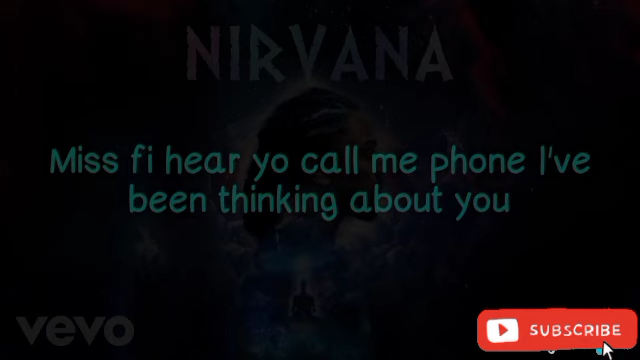 NIRVANA
Miss fi hear yo call me phone I've
been thinking about you
vevo
SUBSCRIBE